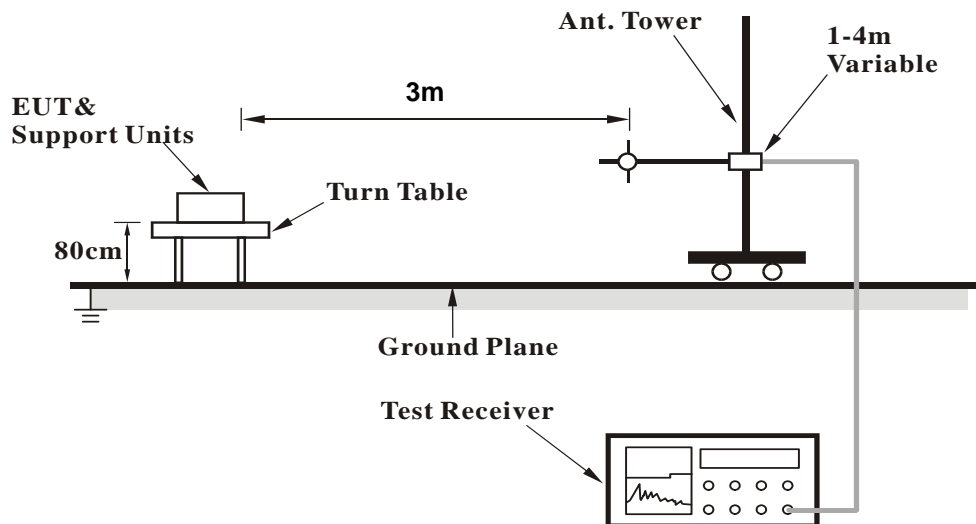 Ant. Tower
1-4m
Variable
3m
EUT&
Support Units
Turn Table
80cm
Ground Plane
Test Receiver